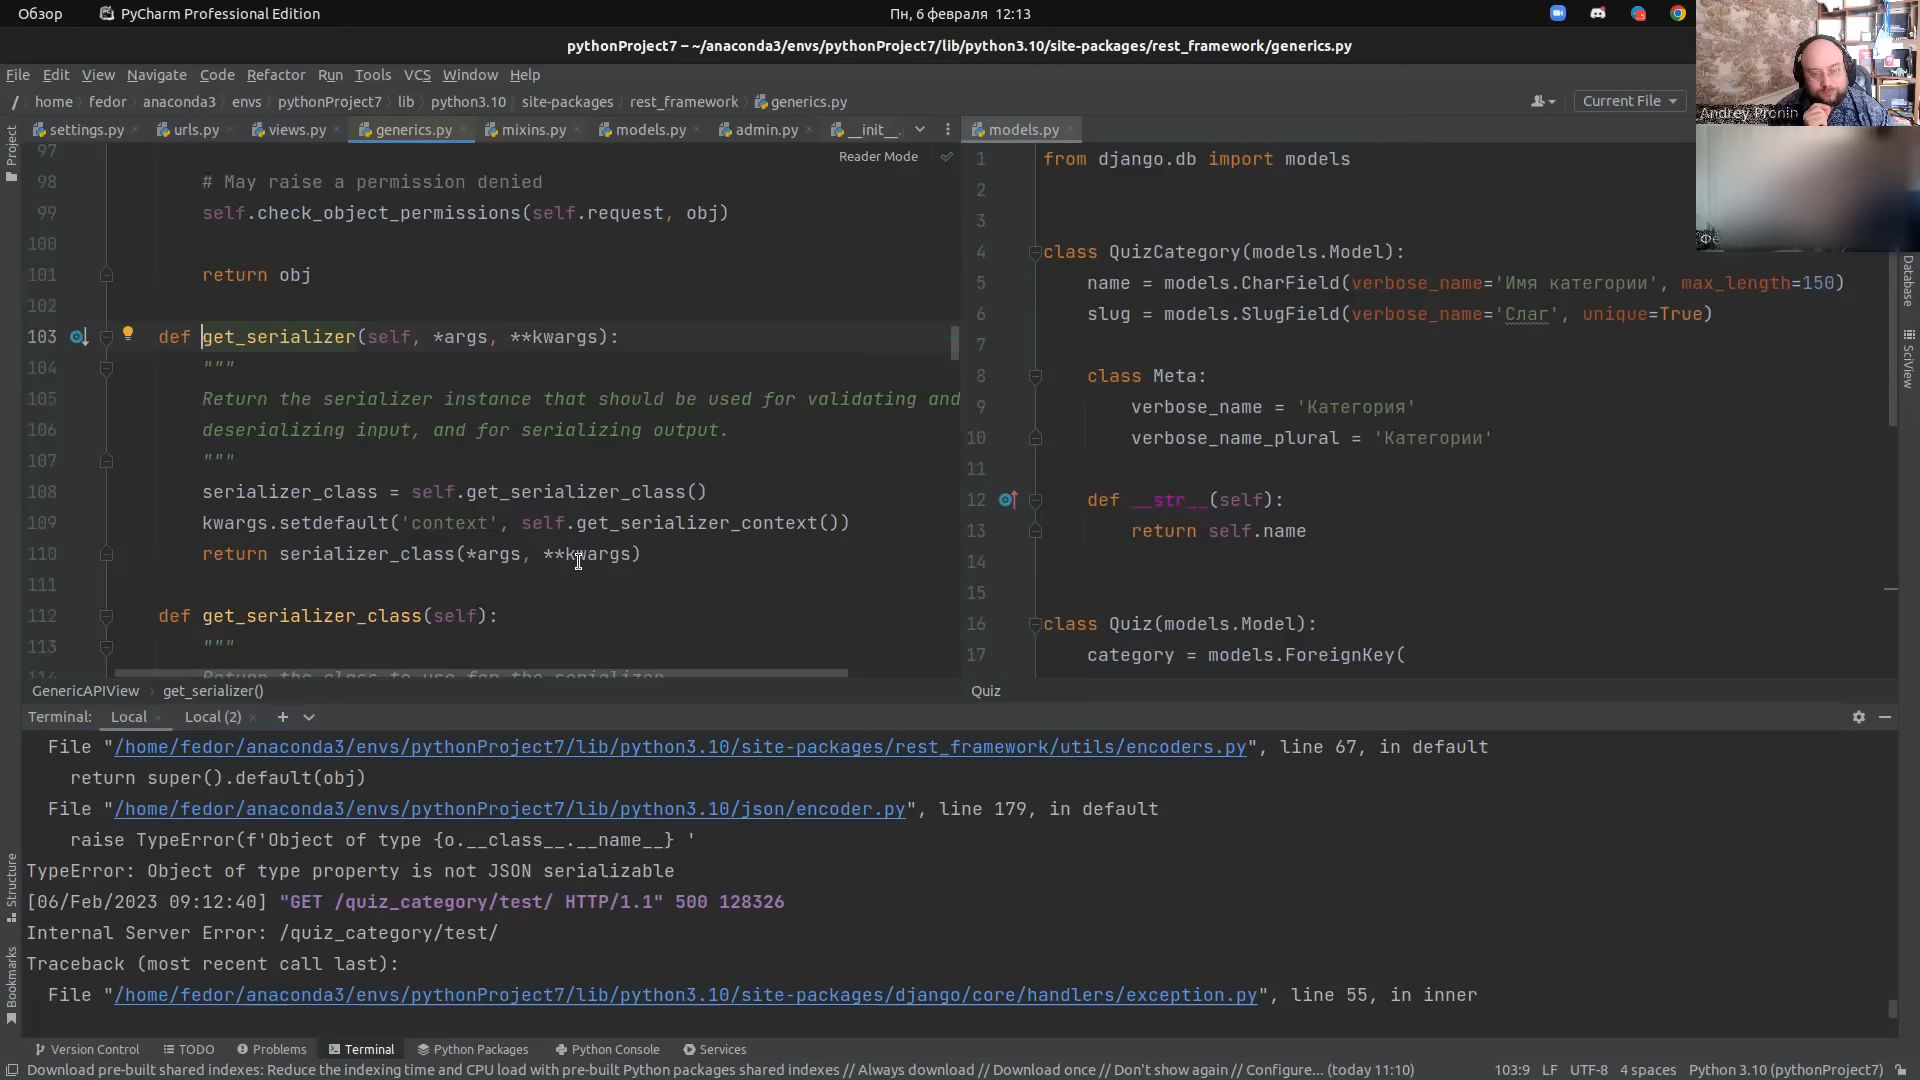 Обзор PyCharm Professional Edition Пн, 6 февраля 12:13
pythonProject7 – ~/anaconda3/envs/pythonProject7/lib/python3.10/site-packages/rest_framework/generics.py
File Edit View Navigate Code Refactor Run Tools VCS Window Help
/ home fedor anaconda3 envs pythonProject7 lib python3.10 site-packages rest_framework generics.py Current File
Andrey Pronin
settings.py urls.py views.py generics.py mixins.py models.py admin.py __init__.
Reader Mode
97
98 # May raise a permission denied
99 self.check_object_permissions(self.request, obj)
100
101 return obj
102
103 def get_serializer(self, *args, **kwargs):
104 """
105 Return the serializer instance that should be used for validating and
106 deserializing input, and for serializing output.
107 """
108 serializer_class = self.get_serializer_class()
109 kwargs.setdefault('context', self.get_serializer_context())
110 return serializer_class(*args, **kwargs)
111
112 def get_serializer_class(self):
113 """
114 Return the class to use for the serializer.
GenericAPIView get_serializer()
models.py
1 from django.db import models
2
3
4 class QuizCategory(models.Model):
5 name = models.CharField(verbose_name='Имя категории', max_length=150)
6 slug = models.SlugField(verbose_name='Слаг', unique=True)
7
8 class Meta:
9 verbose_name = 'Категория'
10 verbose_name_plural = 'Категории'
11
12 def __str__(self):
13 return self.name
14
15
16 class Quiz(models.Model):
17 category = models.ForeignKey(
Quiz
Фё
Project
Structure
Bookmarks
Database
SciView
Terminal: Local Local (2)
File "/home/fedor/anaconda3/envs/pythonProject7/lib/python3.10/site-packages/rest_framework/utils/encoders.py", line 67, in default
return super().default(obj)
File "/home/fedor/anaconda3/envs/pythonProject7/lib/python3.10/json/encoder.py", line 179, in default
raise TypeError(f'Object of type {o.__class__.__name__} '
TypeError: Object of type property is not JSON serializable
[06/Feb/2023 09:12:40] "GET /quiz_category/test/ HTTP/1.1" 500 128326
Internal Server Error: /quiz_category/test/
Traceback (most recent call last):
File "/home/fedor/anaconda3/envs/pythonProject7/lib/python3.10/site-packages/django/core/handlers/exception.py", line 55, in inner
Version Control TODO Problems Terminal Python Packages Python Console Services
Download pre-built shared indexes: Reduce the indexing time and CPU load with pre-built Python packages shared indexes // Always download // Download once // Don't show again // Configure... (today 11:10) 103:9 LF UTF-8 4 spaces Python 3.10 (pythonProject7)